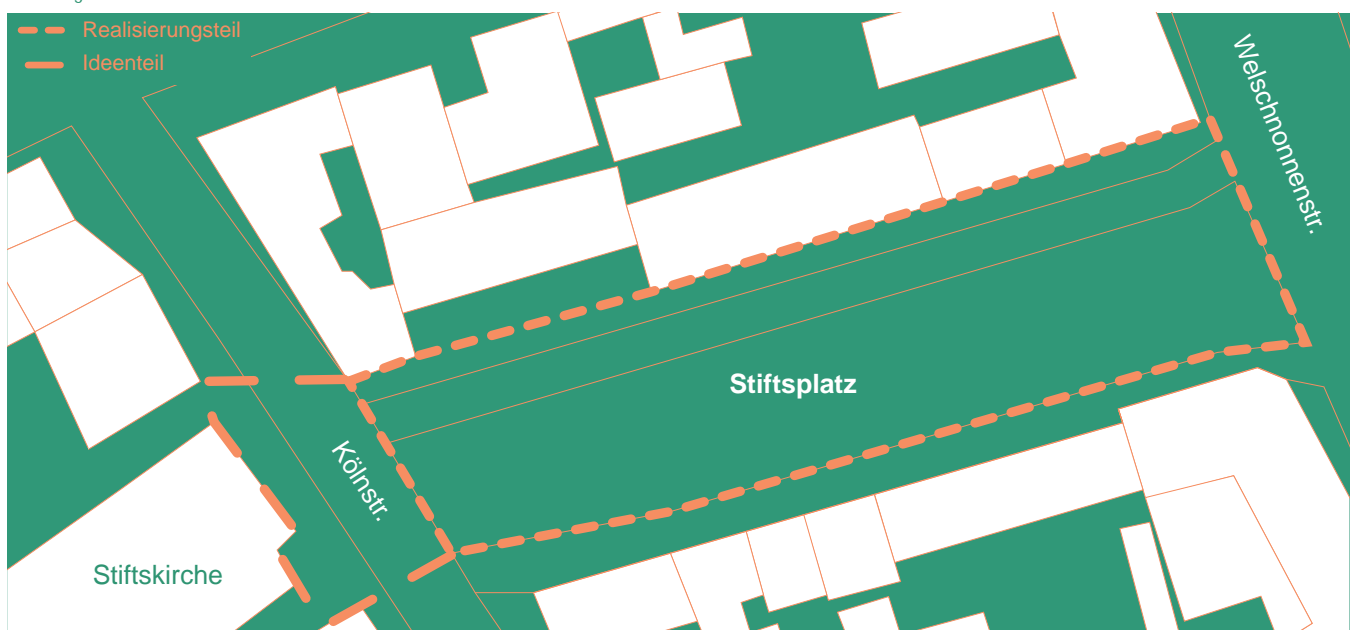 Realisierungsteil
Ideenteil
Welschnonnenstr.
Stiftsplatz
Kölnstr.
Stiftskirche